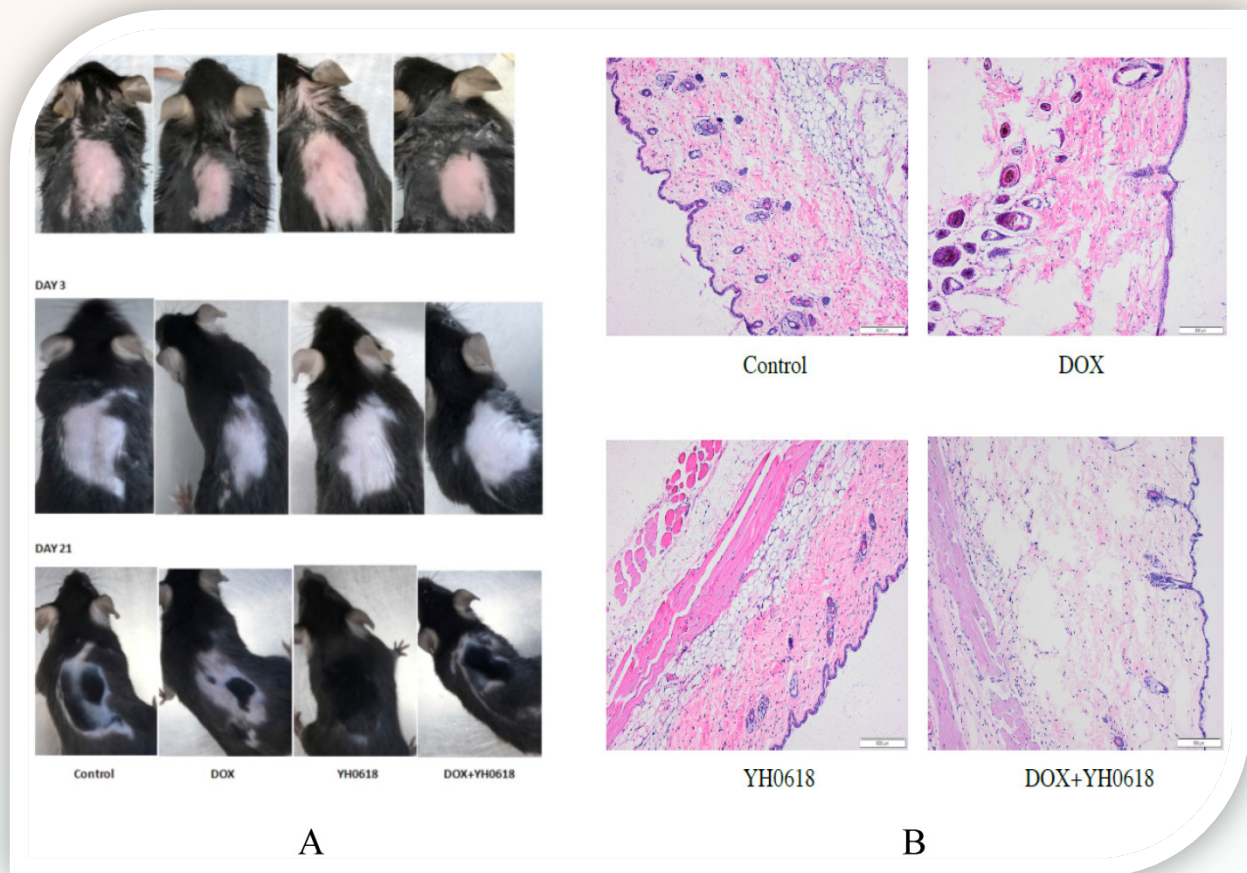 DAY 3
DAY 21
Control DOX YH0618 DOX+YH0618
A
Control DOX
YH0618 DOX+YH0618
B